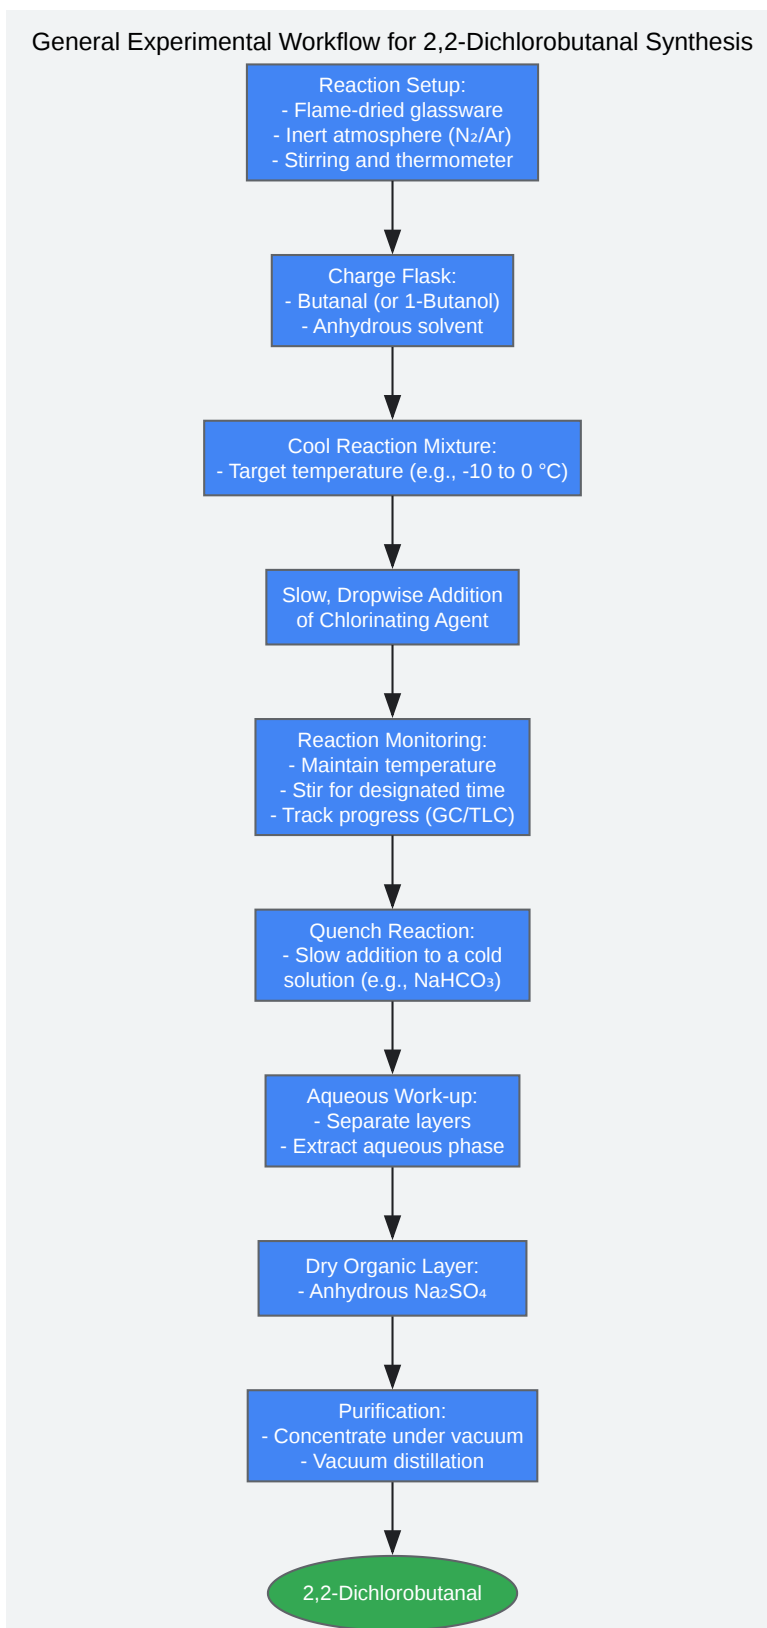 General Experimental Workflow for 2,2-Dichlorobutanal Synthesis
Reaction Setup:
- Flame-dried glassware
- Inert atmosphere (N₂/Ar)
- Stirring and thermometer
Charge Flask:
- Butanal (or 1-Butanol)
- Anhydrous solvent
Cool Reaction Mixture:
- Target temperature (e.g., -10 to 0 °C)
Slow, Dropwise Addition
of Chlorinating Agent
Reaction Monitoring:
- Maintain temperature
- Stir for designated time
- Track progress (GC/TLC)
Quench Reaction:
- Slow addition to a cold
solution (e.g., NaHCO₃)
Aqueous Work-up:
- Separate layers
- Extract aqueous phase
Dry Organic Layer:
- Anhydrous Na₂SO₄
Purification:
- Concentrate under vacuum
- Vacuum distillation
2,2-Dichlorobutanal